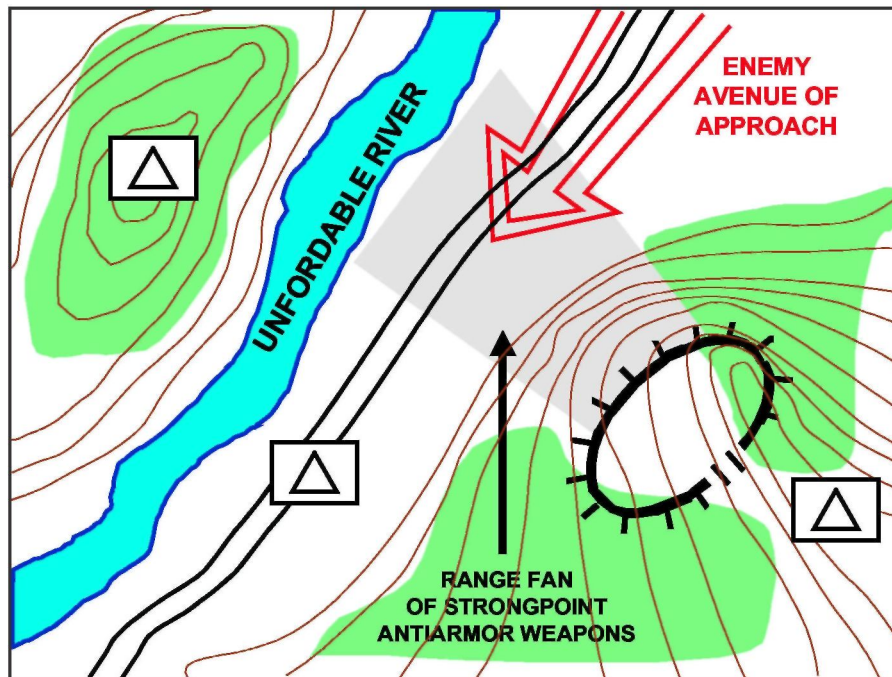 ENEMY
AVENUE OF
APPROACH
UNFORDABLE RIVER
RANGE FAN
OF STRONGPOINT
ANTIARMOR WEAPONS